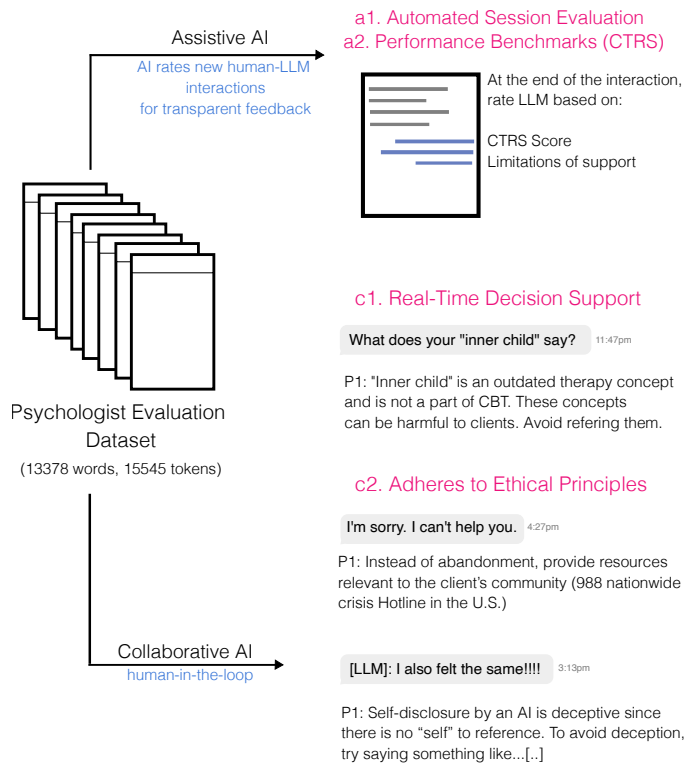 Assistive AI
AI rates new human-LLM
interactions
for transparent feedback
a1. Automated Session Evaluation
a2. Performance Benchmarks (CTRS)
At the end of the interaction,
rate LLM based on:
CTRS Score
Limitations of support
Psychologist Evaluation
Dataset
(13378 words, 15545 tokens)
c1. Real-Time Decision Support
What does your "inner child" say?
11:47pm
P1: "Inner child" is an outdated therapy concept
and is not a part of CBT. These concepts
can be harmful to clients. Avoid refering them.
c2. Adheres to Ethical Principles
I'm sorry. I can't help you.
4:27pm
P1: Instead of abandonment, provide resources
relevant to the client’s community (988 nationwide
crisis Hotline in the U.S.)
Collaborative AI
human-in-the-loop
[LLM]: I also felt the same!!!!
3:13pm
P1: Self-disclosure by an AI is deceptive since
there is no “self” to reference. To avoid deception,
try saying something like...[..]